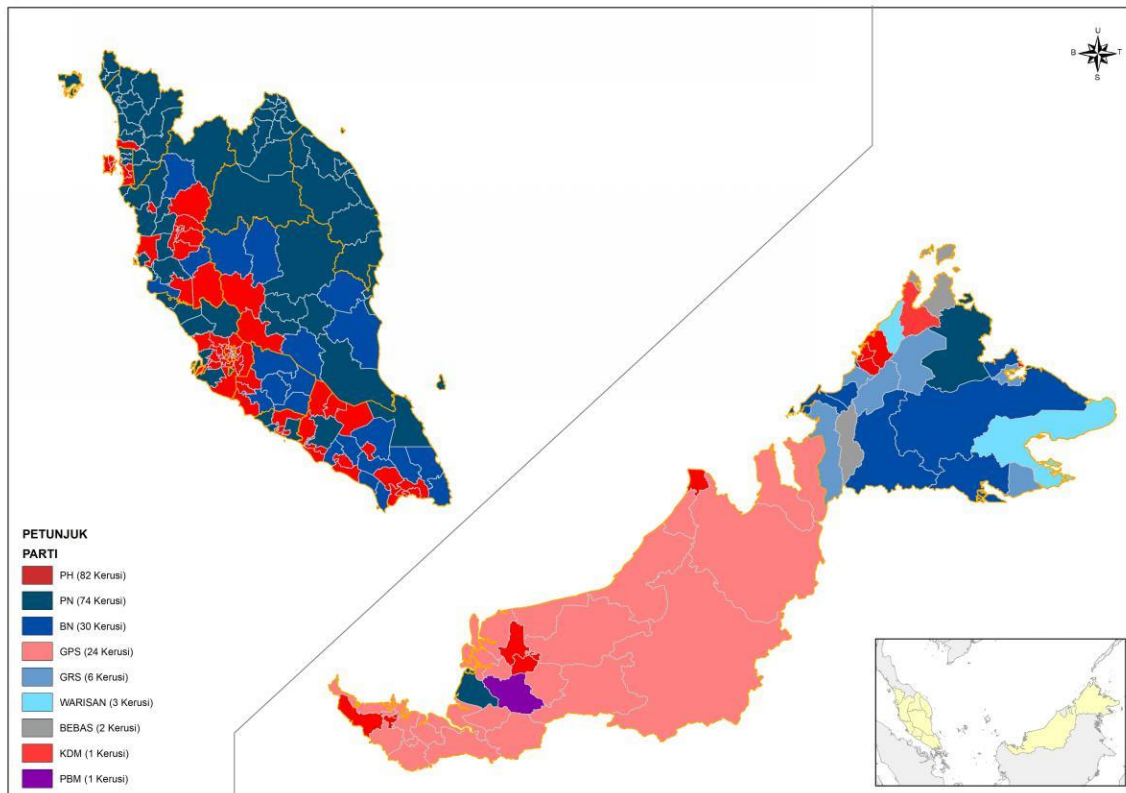 U
B T
S
PETUNJUK
PARTI
PH (82 Kerusi)
PN (74 Kerusi)
BN (30 Kerusi)
GPS (24 Kerusi)
GRS (6 Kerusi)
WARISAN (3 Kerusi)
BEBAS (2 Kerusi)
KDM (1 Kerusi)
PBM (1 Kerusi)